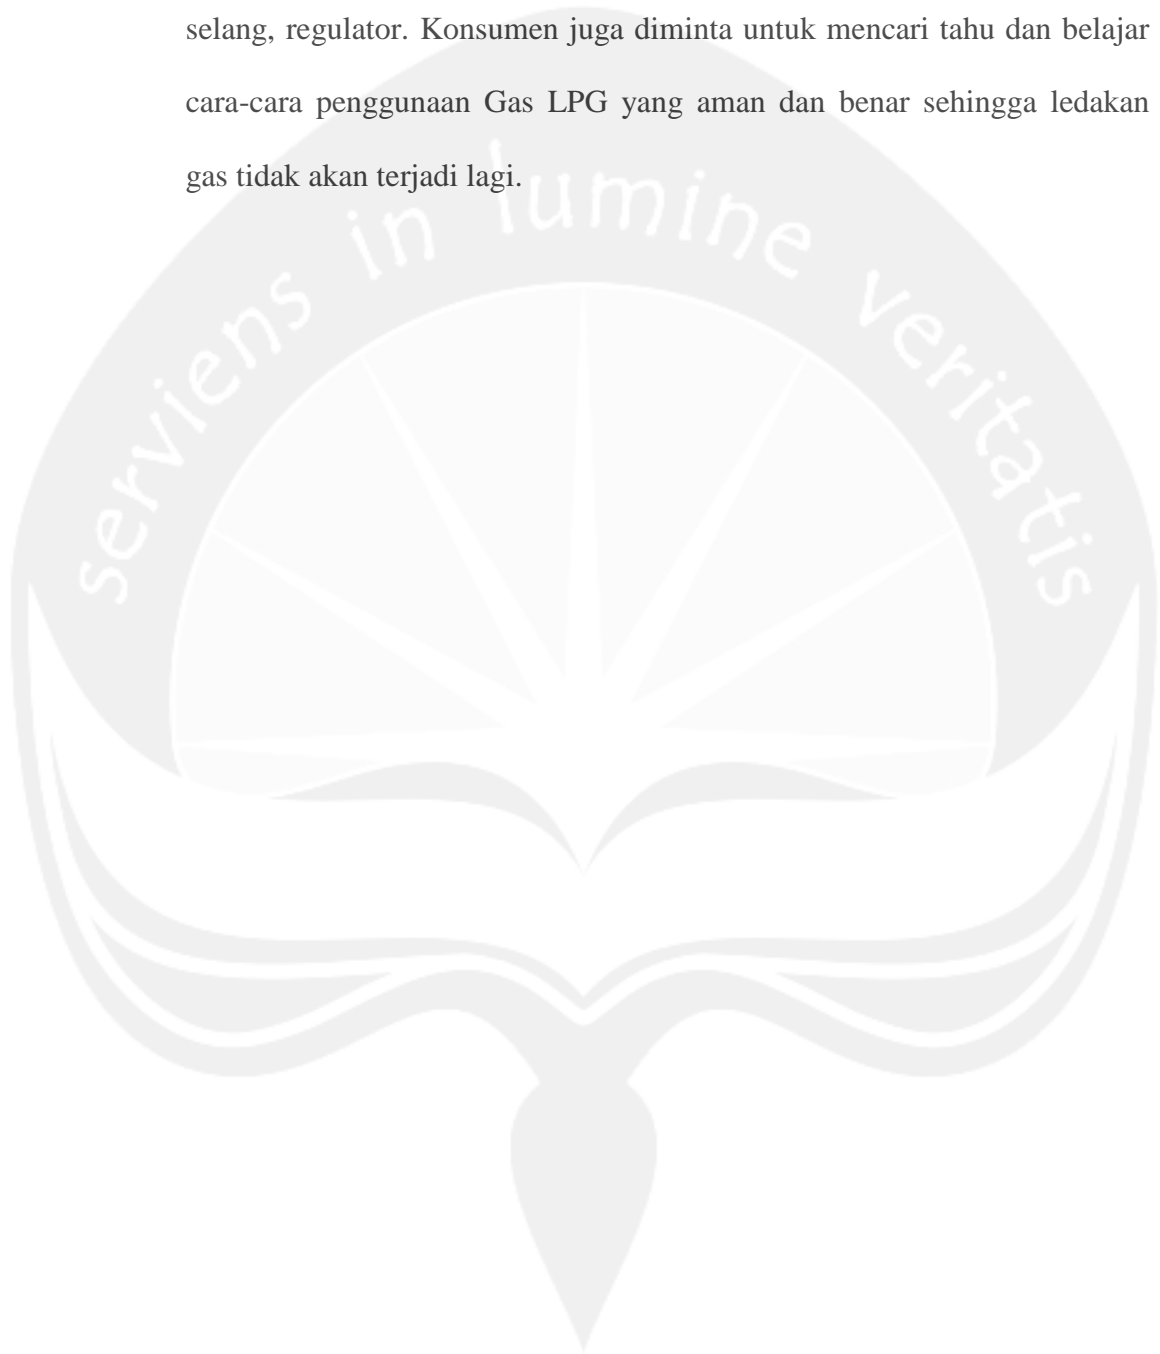 selang, regulator. Konsumen juga diminta untuk mencari tahu dan belajar
cara-cara penggunaan Gas LPG yang aman dan benar sehingga ledakan
gas tidak akan terjadi lagi.
serviens in lumine veritatis